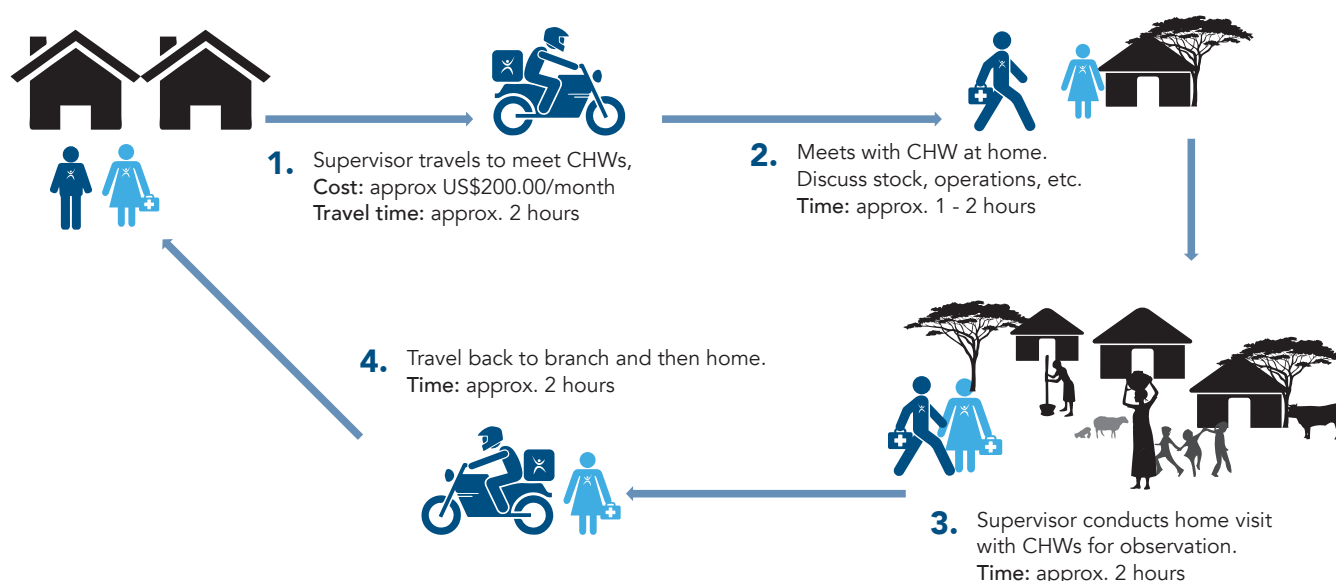 1. Supervisor travels to meet CHWs,
Cost: approx US$200.00/month
Travel time: approx. 2 hours
2. Meets with CHW at home.
Discuss stock, operations, etc.
Time: approx. 1 - 2 hours
3. Supervisor conducts home visit
with CHWs for observation.
Time: approx. 2 hours
4. Travel back to branch and then home.
Time: approx. 2 hours